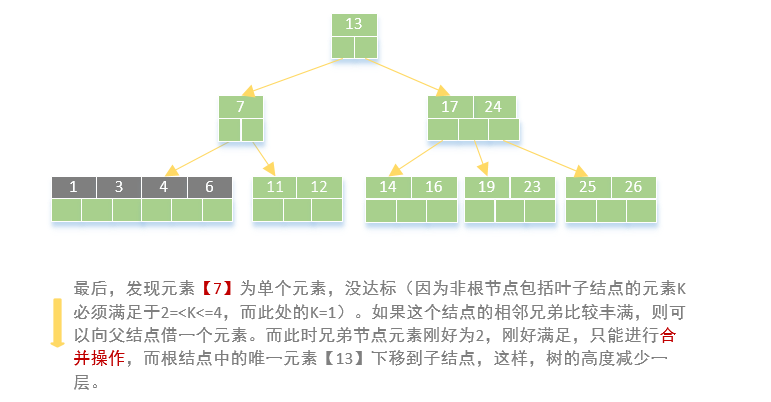 13
7
17 24
1 3 4 6 11 12 14 16 19 23 25 26
最后，发现元素【7】为单个元素，没达标（因为非根节点包括叶子结点的元素K
必须满足于2=<K<=4，而此处的K=1）。如果这个结点的相邻兄弟比较丰满，则可
以向父结点借一个元素。而此时兄弟节点元素刚好为2，刚好满足，只能进行合
并操作，而根结点中的唯一元素【13】下移到子结点，这样，树的高度减少一
层。